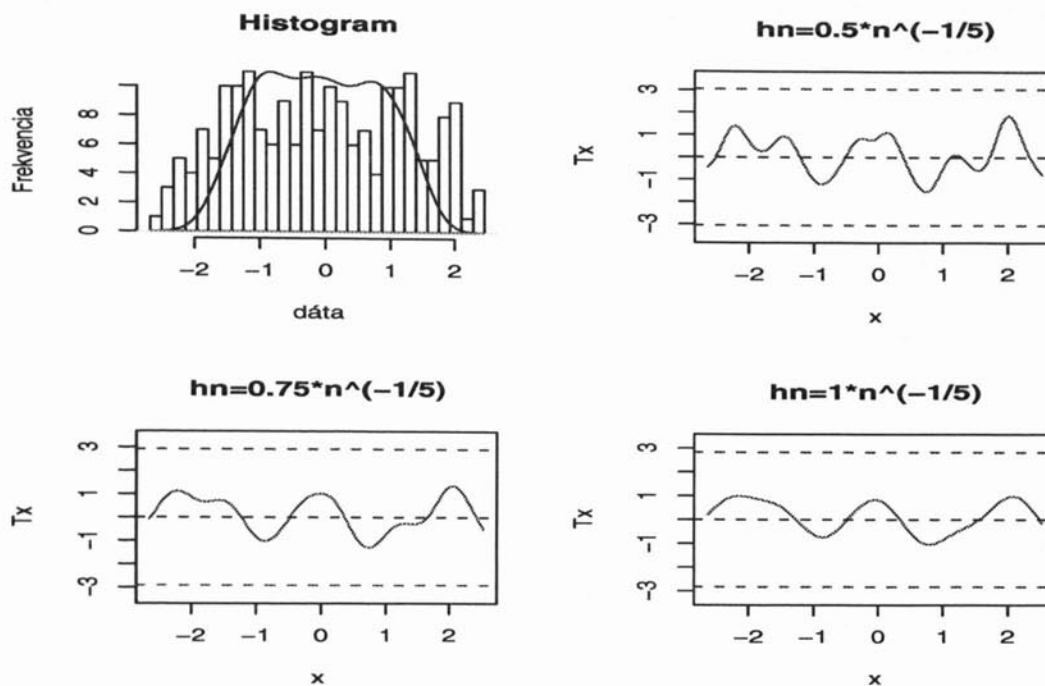 Histogram
Frekvencia
0 2 4 6 8
−2 −1 0 1 2
dáta
hn=0.5*n^(−1/5)
Tx
−3 −1 1 3
−2 −1 0 1 2
x
hn=0.75*n^(−1/5)
Tx
−3 −1 1 3
−2 −1 0 1 2
x
hn=1*n^(−1/5)
Tx
−3 −1 1 3
−2 −1 0 1 2
x